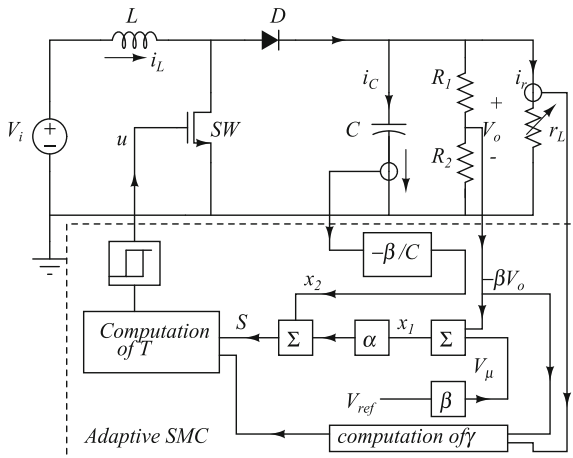 L
D
i_L
i_C
R_1
i_r
V_i
+
−
u
SW
C
+
V_o
-
r_L
R_2
-
−β/C
x_2
−βV_o
Computation
of T
S
Σ
α
x_1
Σ
V_μ
V_ref
β
Adaptive SMC
computation ofγ